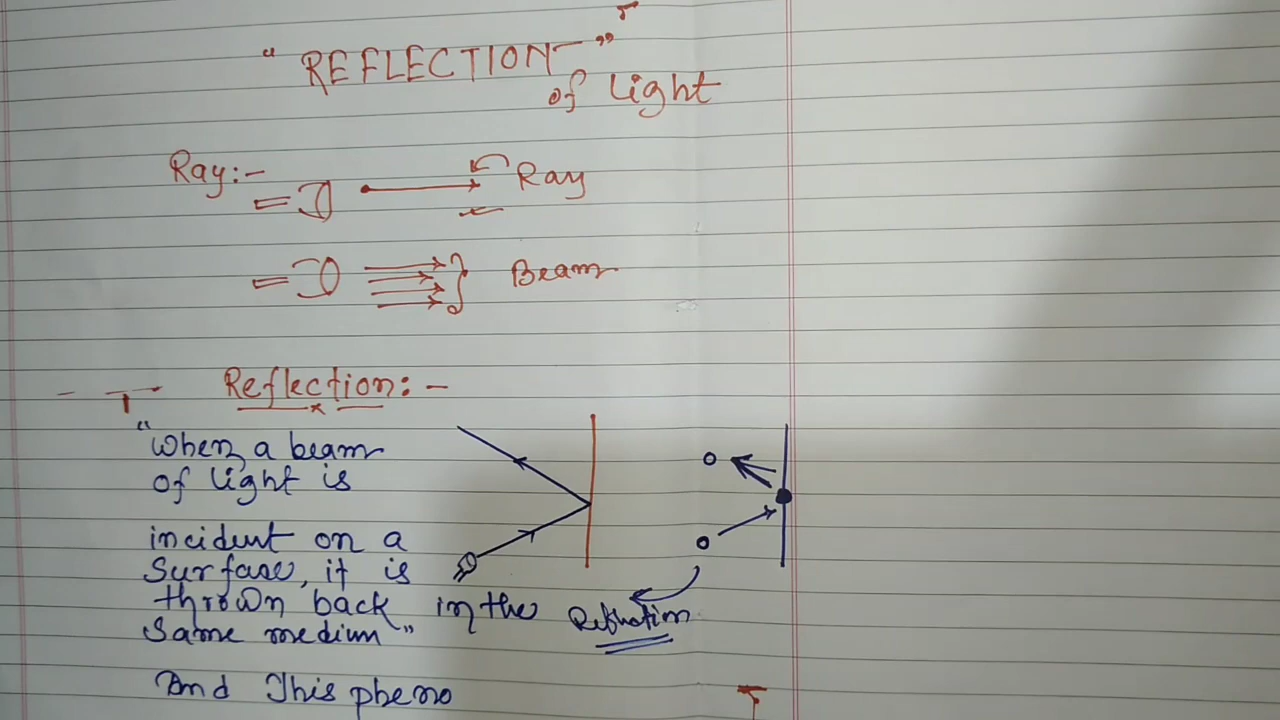 " REFLECTION "
of light
Ray:-
Ray
Beam
Reflection:-
"When a beam
of light is
incident on a
Surface, it is
thrown back in the
Same medium"
And This pheno